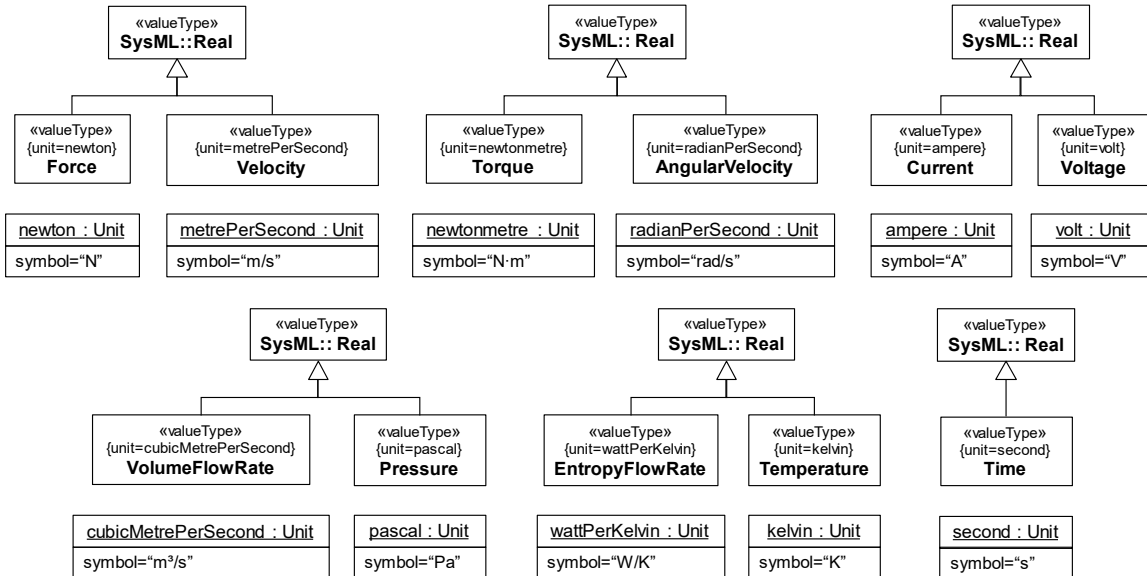 «valueType»
SysML::Real
«valueType»
{unit=newton}
Force
«valueType»
{unit=metrePerSecond}
Velocity
newton : Unit
symbol=“N”
metrePerSecond : Unit
symbol=“m/s”
«valueType»
SysML:: Real
«valueType»
{unit=newtonmetre}
Torque
«valueType»
{unit=radianPerSecond}
AngularVelocity
newtonmetre : Unit
symbol=“N·m”
radianPerSecond : Unit
symbol=“rad/s”
«valueType»
SysML:: Real
«valueType»
{unit=ampere}
Current
«valueType»
{unit=volt}
Voltage
ampere : Unit
symbol=“A”
volt : Unit
symbol=“V”
«valueType»
SysML:: Real
«valueType»
{unit=cubicMetrePerSecond}
VolumeFlowRate
«valueType»
{unit=pascal}
Pressure
cubicMetrePerSecond : Unit
symbol=“m³/s”
pascal : Unit
symbol=“Pa”
«valueType»
SysML:: Real
«valueType»
{unit=wattPerKelvin}
EntropyFlowRate
«valueType»
{unit=kelvin}
Temperature
wattPerKelvin : Unit
symbol=“W/K”
kelvin : Unit
symbol=“K”
«valueType»
SysML:: Real
«valueType»
{unit=second}
Time
second : Unit
symbol=“s”